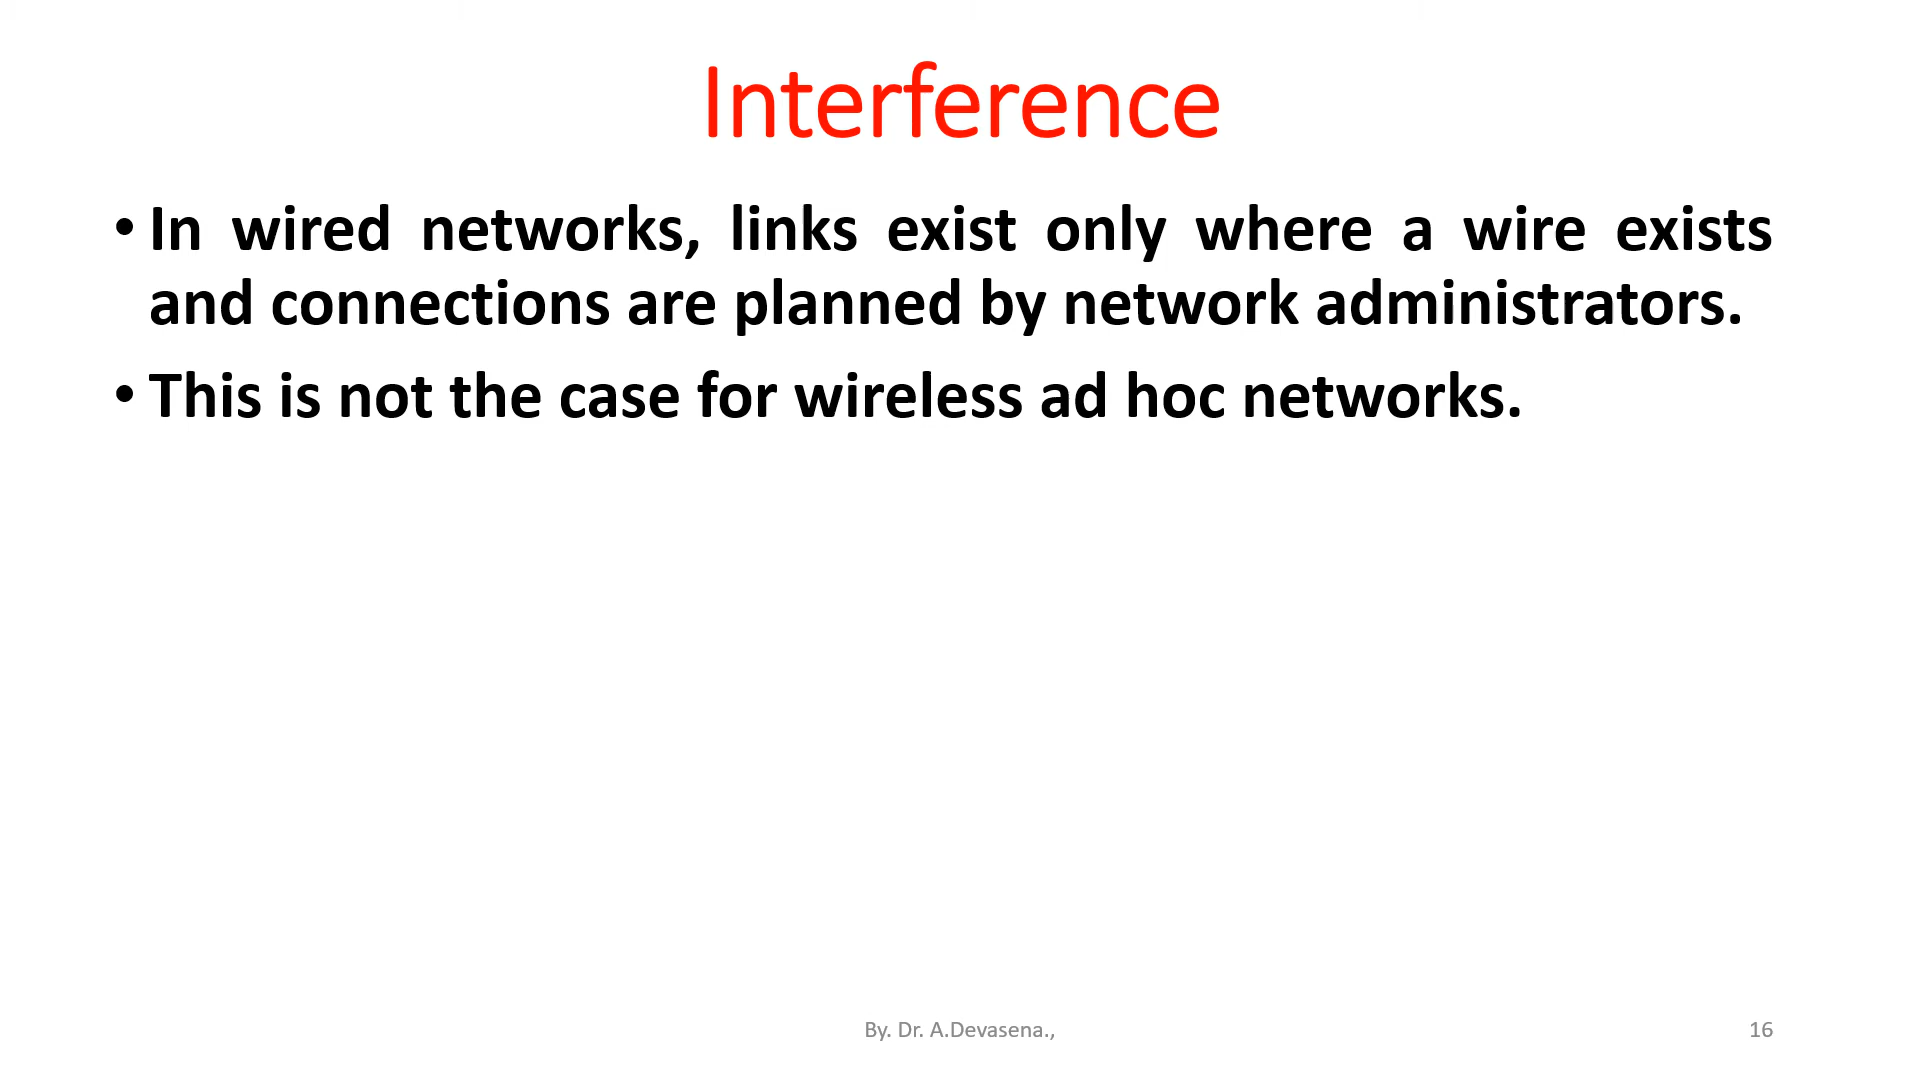 Interference
• In wired networks, links exist only where a wire exists
and connections are planned by network administrators.
• This is not the case for wireless ad hoc networks.
By. Dr. A.Devasena.,
16